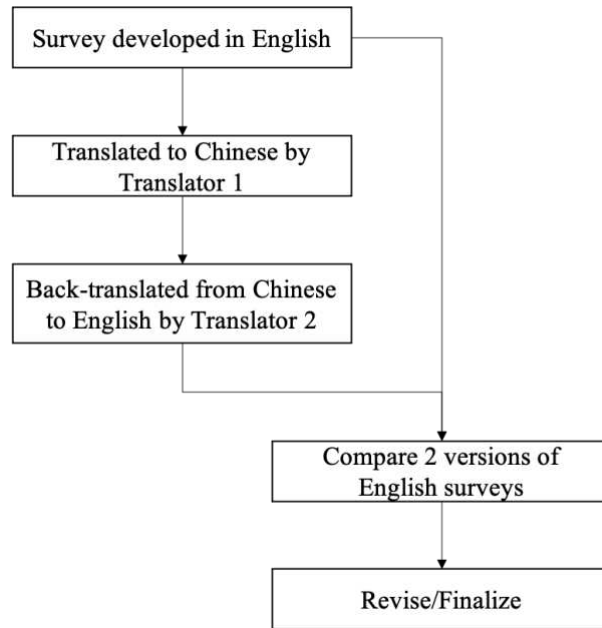 Survey developed in English
Translated to Chinese by
Translator 1
Back-translated from Chinese
to English by Translator 2
Compare 2 versions of
English surveys
Revise/Finalize